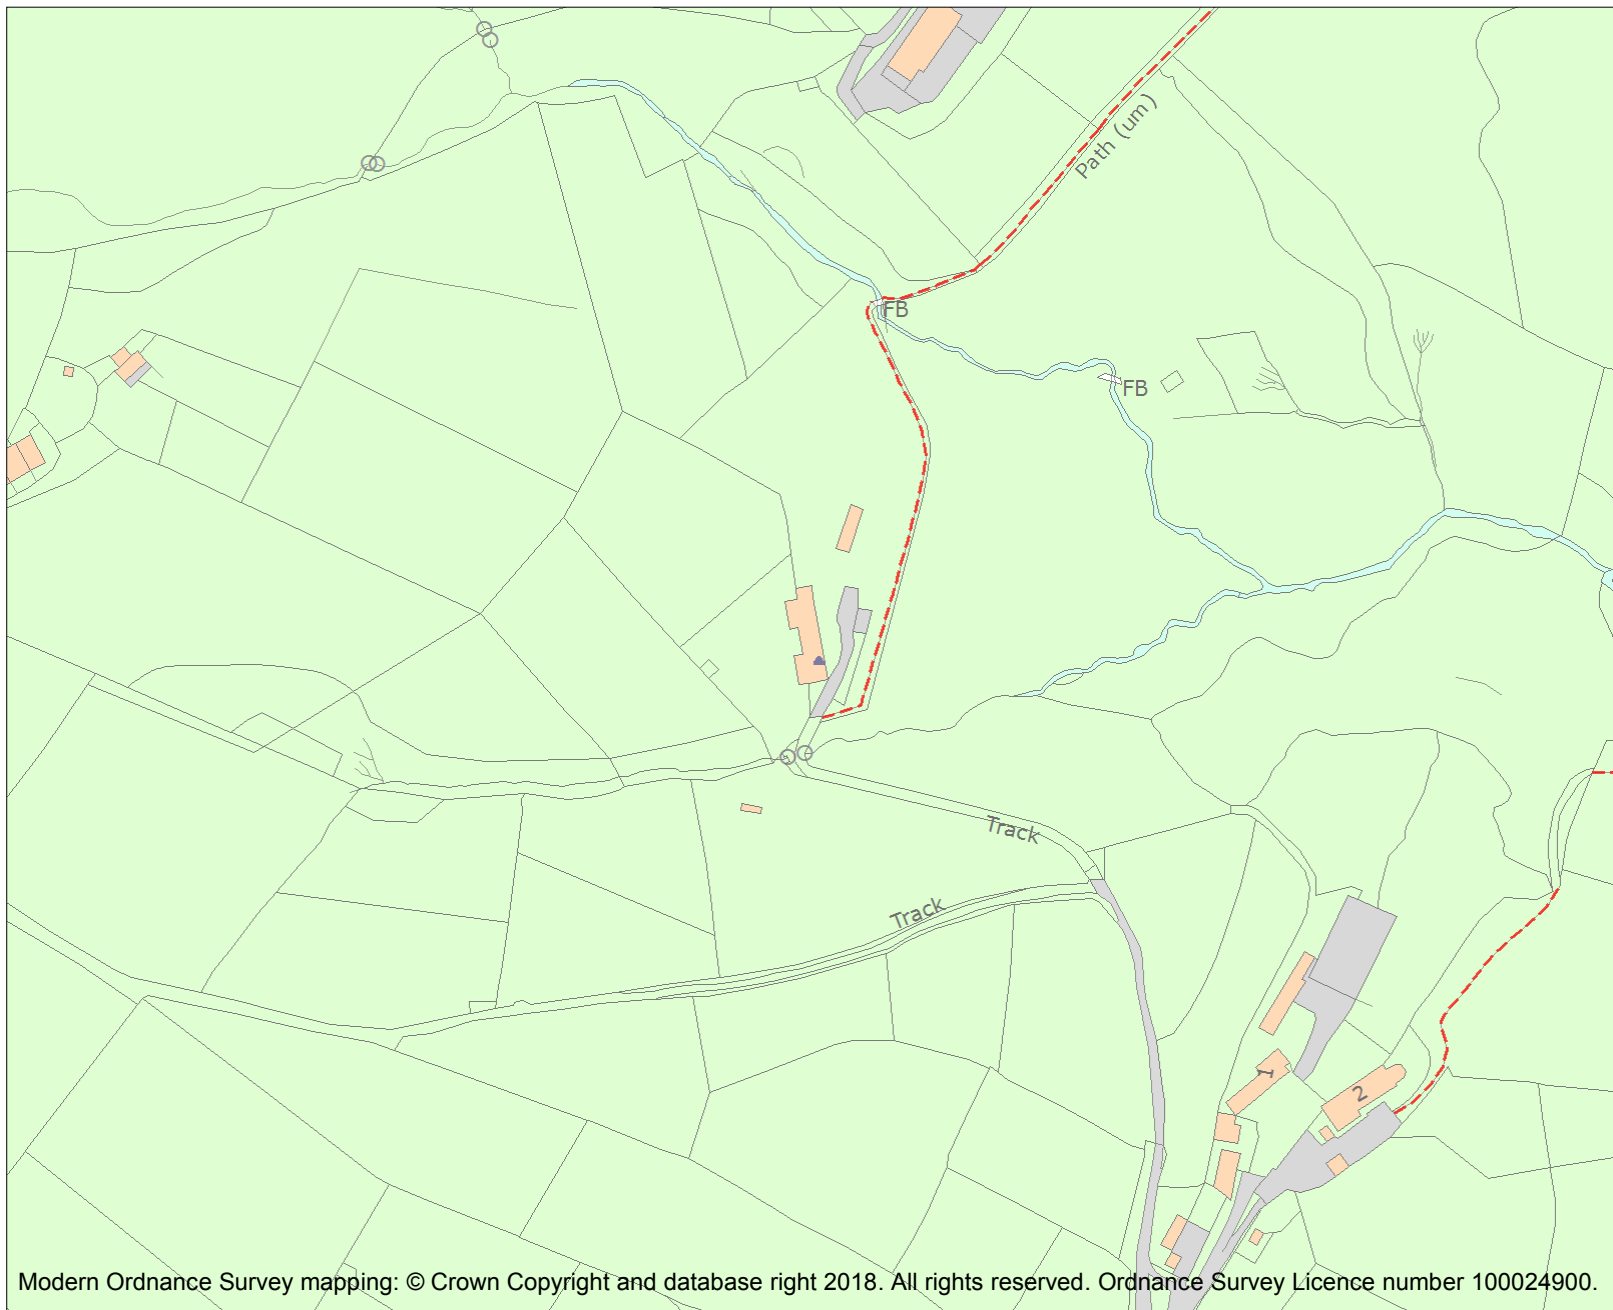 Path (um)
FB
FB
Track
Track
1
2
Modern Ordnance Survey mapping: © Crown Copyright and database right 2018. All rights reserved. Ordnance Survey Licence number 100024900.